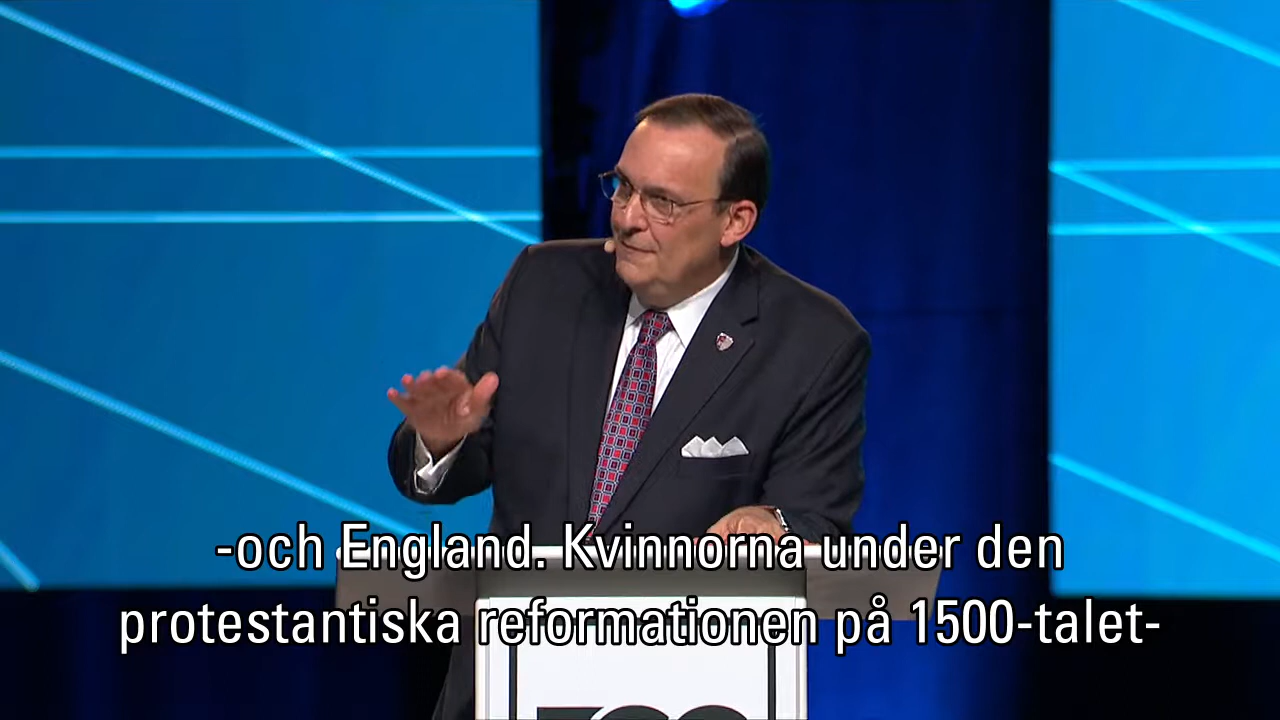 -och England. Kvinnorna under den
protestantiska reformationen på 1500-talet-